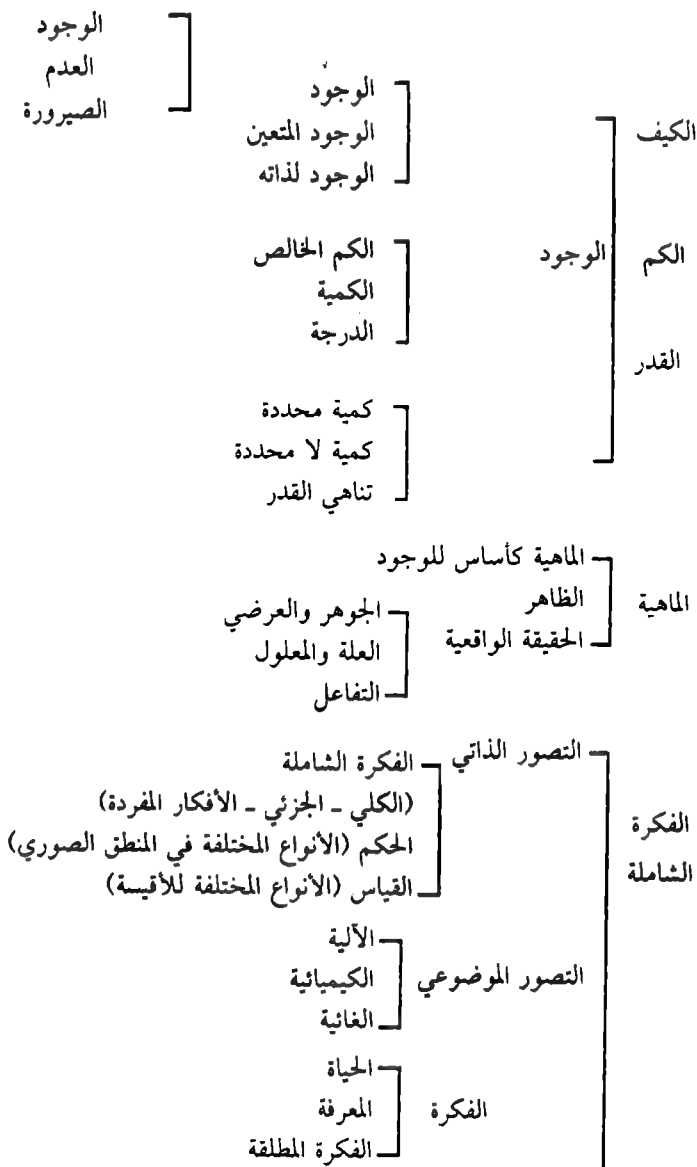 الوجود
العدم
الصيرورة
الكيف
الكم
القدر
الوجود
الوجود
الوجود المتعين
الوجود لذاته
الكم الخالص
الكمية
الدرجة
كمية محددة
كمية لا محددة
تناهي القدر
الماهية
الماهية كأساس للوجود
الظاهر
الحقيقة الواقعية
الجوهر والعرضي
العلة والمعلول
التفاعل
الفكرة
الشاملة
التصور الذاتي
الفكرة الشاملة
(الكلي - الجزئي - الأفكار المفردة)
الحكم (الأنواع المختلفة في المنطق الصوري)
القياس (الأنواع المختلفة للأقيسة)
التصور الموضوعي
الآلية
الكيميائية
الغائية
الفكرة
الحياة
المعرفة
الفكرة المطلقة